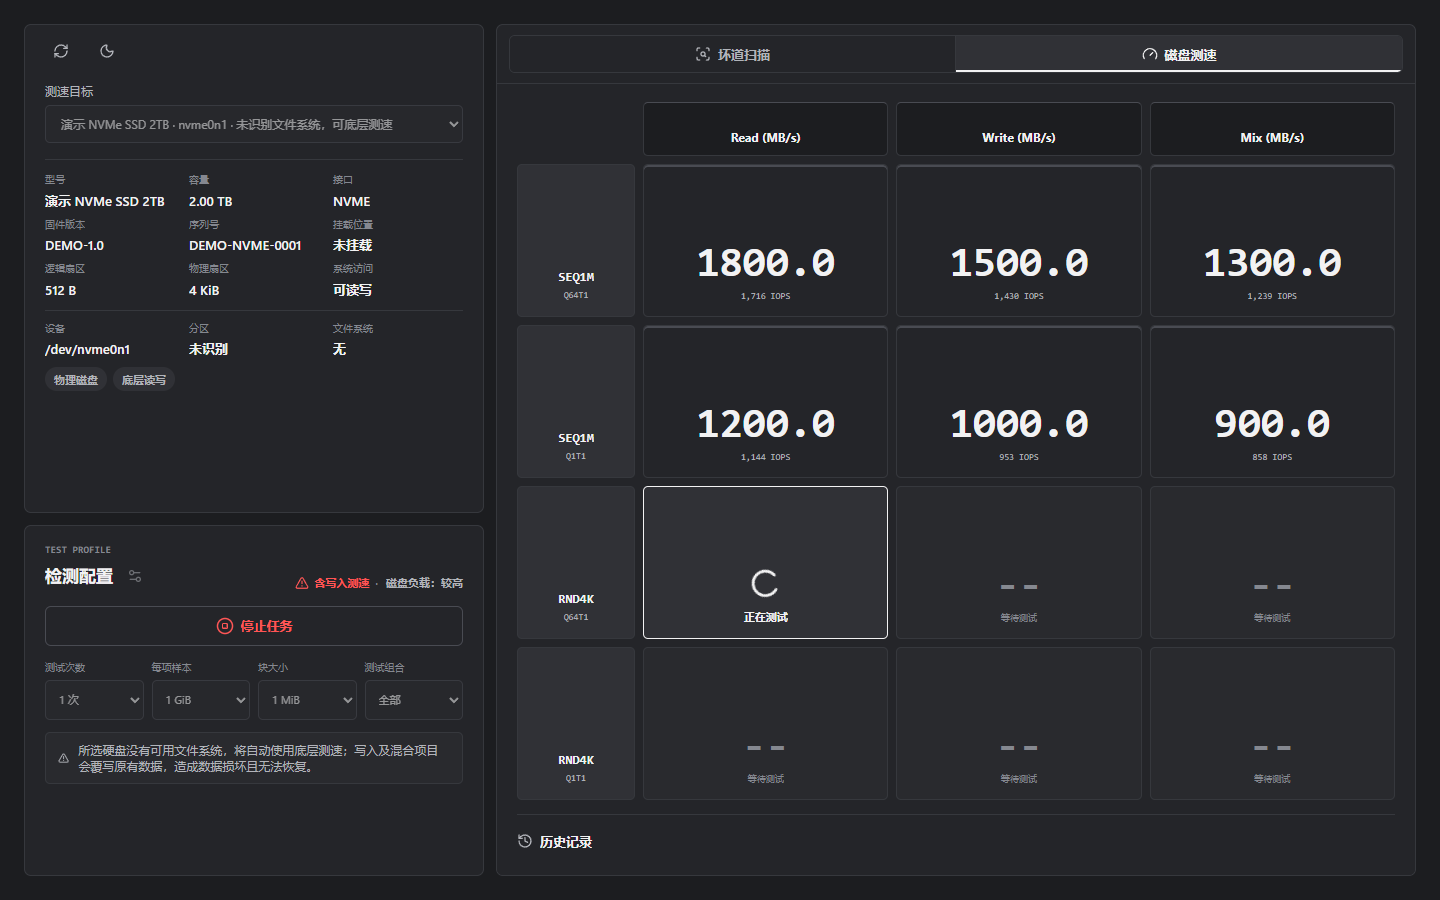 测速目标
演示 NVMe SSD 2TB · nvme0n1 · 未识别文件系统，可底层测速
型号
容量
接口
演示 NVMe SSD 2TB
2.00 TB
NVME
固件版本
序列号
挂载位置
DEMO-1.0
DEMO-NVME-0001
未挂载
逻辑扇区
物理扇区
系统访问
512 B
4 KiB
可读写
设备
分区
文件系统
/dev/nvme0n1
未识别
无
物理磁盘
底层读写
TEST PROFILE
检测配置
含写入测速 · 磁盘负载：较高
停止任务
测试次数
每项样本
块大小
测试组合
1 次
1 GiB
1 MiB
全部
所选硬盘没有可用文件系统，将自动使用底层测速；写入及混合项目
会覆写原有数据，造成数据损坏且无法恢复。
坏道扫描
磁盘测速
Read (MB/s)
Write (MB/s)
Mix (MB/s)
SEQ1M
Q64T1
1800.0
1,716 IOPS
1500.0
1,430 IOPS
1300.0
1,239 IOPS
SEQ1M
Q1T1
1200.0
1,144 IOPS
1000.0
953 IOPS
900.0
858 IOPS
RND4K
Q64T1
正在测试
--
等待测试
--
等待测试
RND4K
Q1T1
--
等待测试
--
等待测试
--
等待测试
历史记录